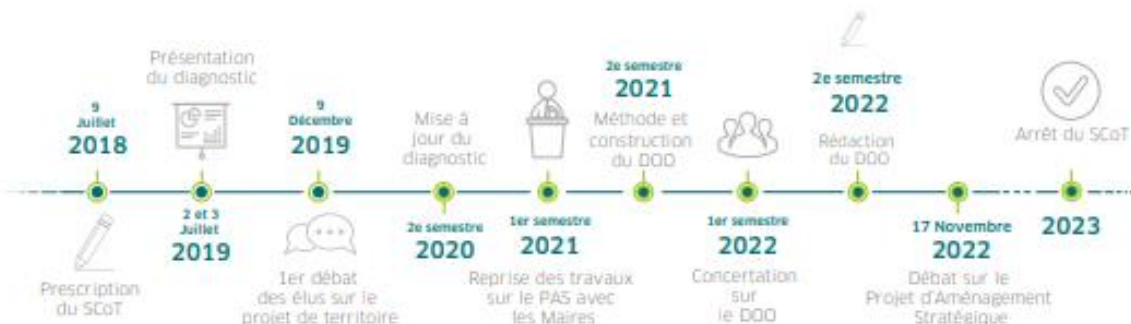 9
Juillet
2018
Prescription
du SCoT
Présentation
du diagnostic
2 et 3
Juillet
2019
9
Décembre
2019
1er débat
des élus sur le
projet de territoire
Mise à
jour du
diagnostic
2e semestre
2020
1er semestre
2021
Reprise des travaux
sur le PAS avec
les Maires
2e semestre
2021
Méthode et
construction
du DOO
1er semestre
2022
Concertation
sur
le DOO
2e semestre
2022
Rédaction
du DOO
17 Novembre
2022
Débat sur le
Projet d'Aménagement
Stratégique
Arrêt du SCoT
2023